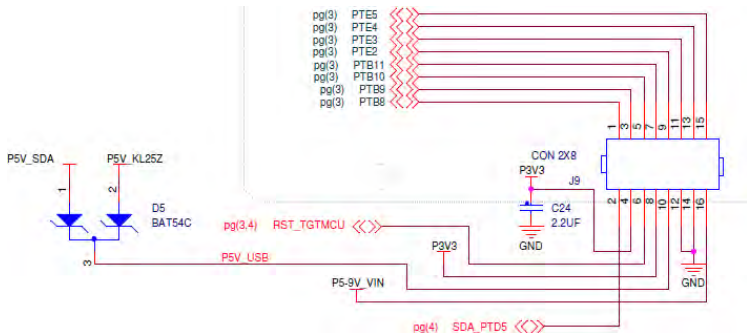 pg(3) PTE5
pg(3) PTE4
pg(3) PTE3
pg(3) PTE2
pg(3) PTB11
pg(3) PTB10
pg(3) PTB9
pg(3) PTB8
1 3 5 7 9 11 13 15
CON 2X8
P5V_SDA P5V_KL25Z
P3V3
J9
1 2
2 4 6 8 10 12 14 16
D5
BAT54C
C24
2.2UF
pg(3,4) RST_TGTMCU
GND
P3V3
3
P5V_USB
P5-9V_VIN
GND
pg(4) SDA_PTD5